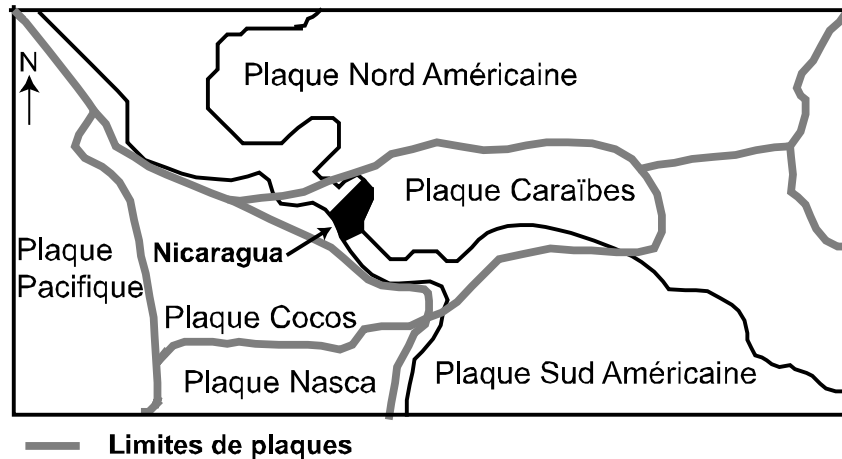 N
Plaque Nord Américaine
Plaque Caraïbes
Plaque
Pacifique
Nicaragua
Plaque Cocos
Plaque Nasca
Plaque Sud Américaine
Limites de plaques